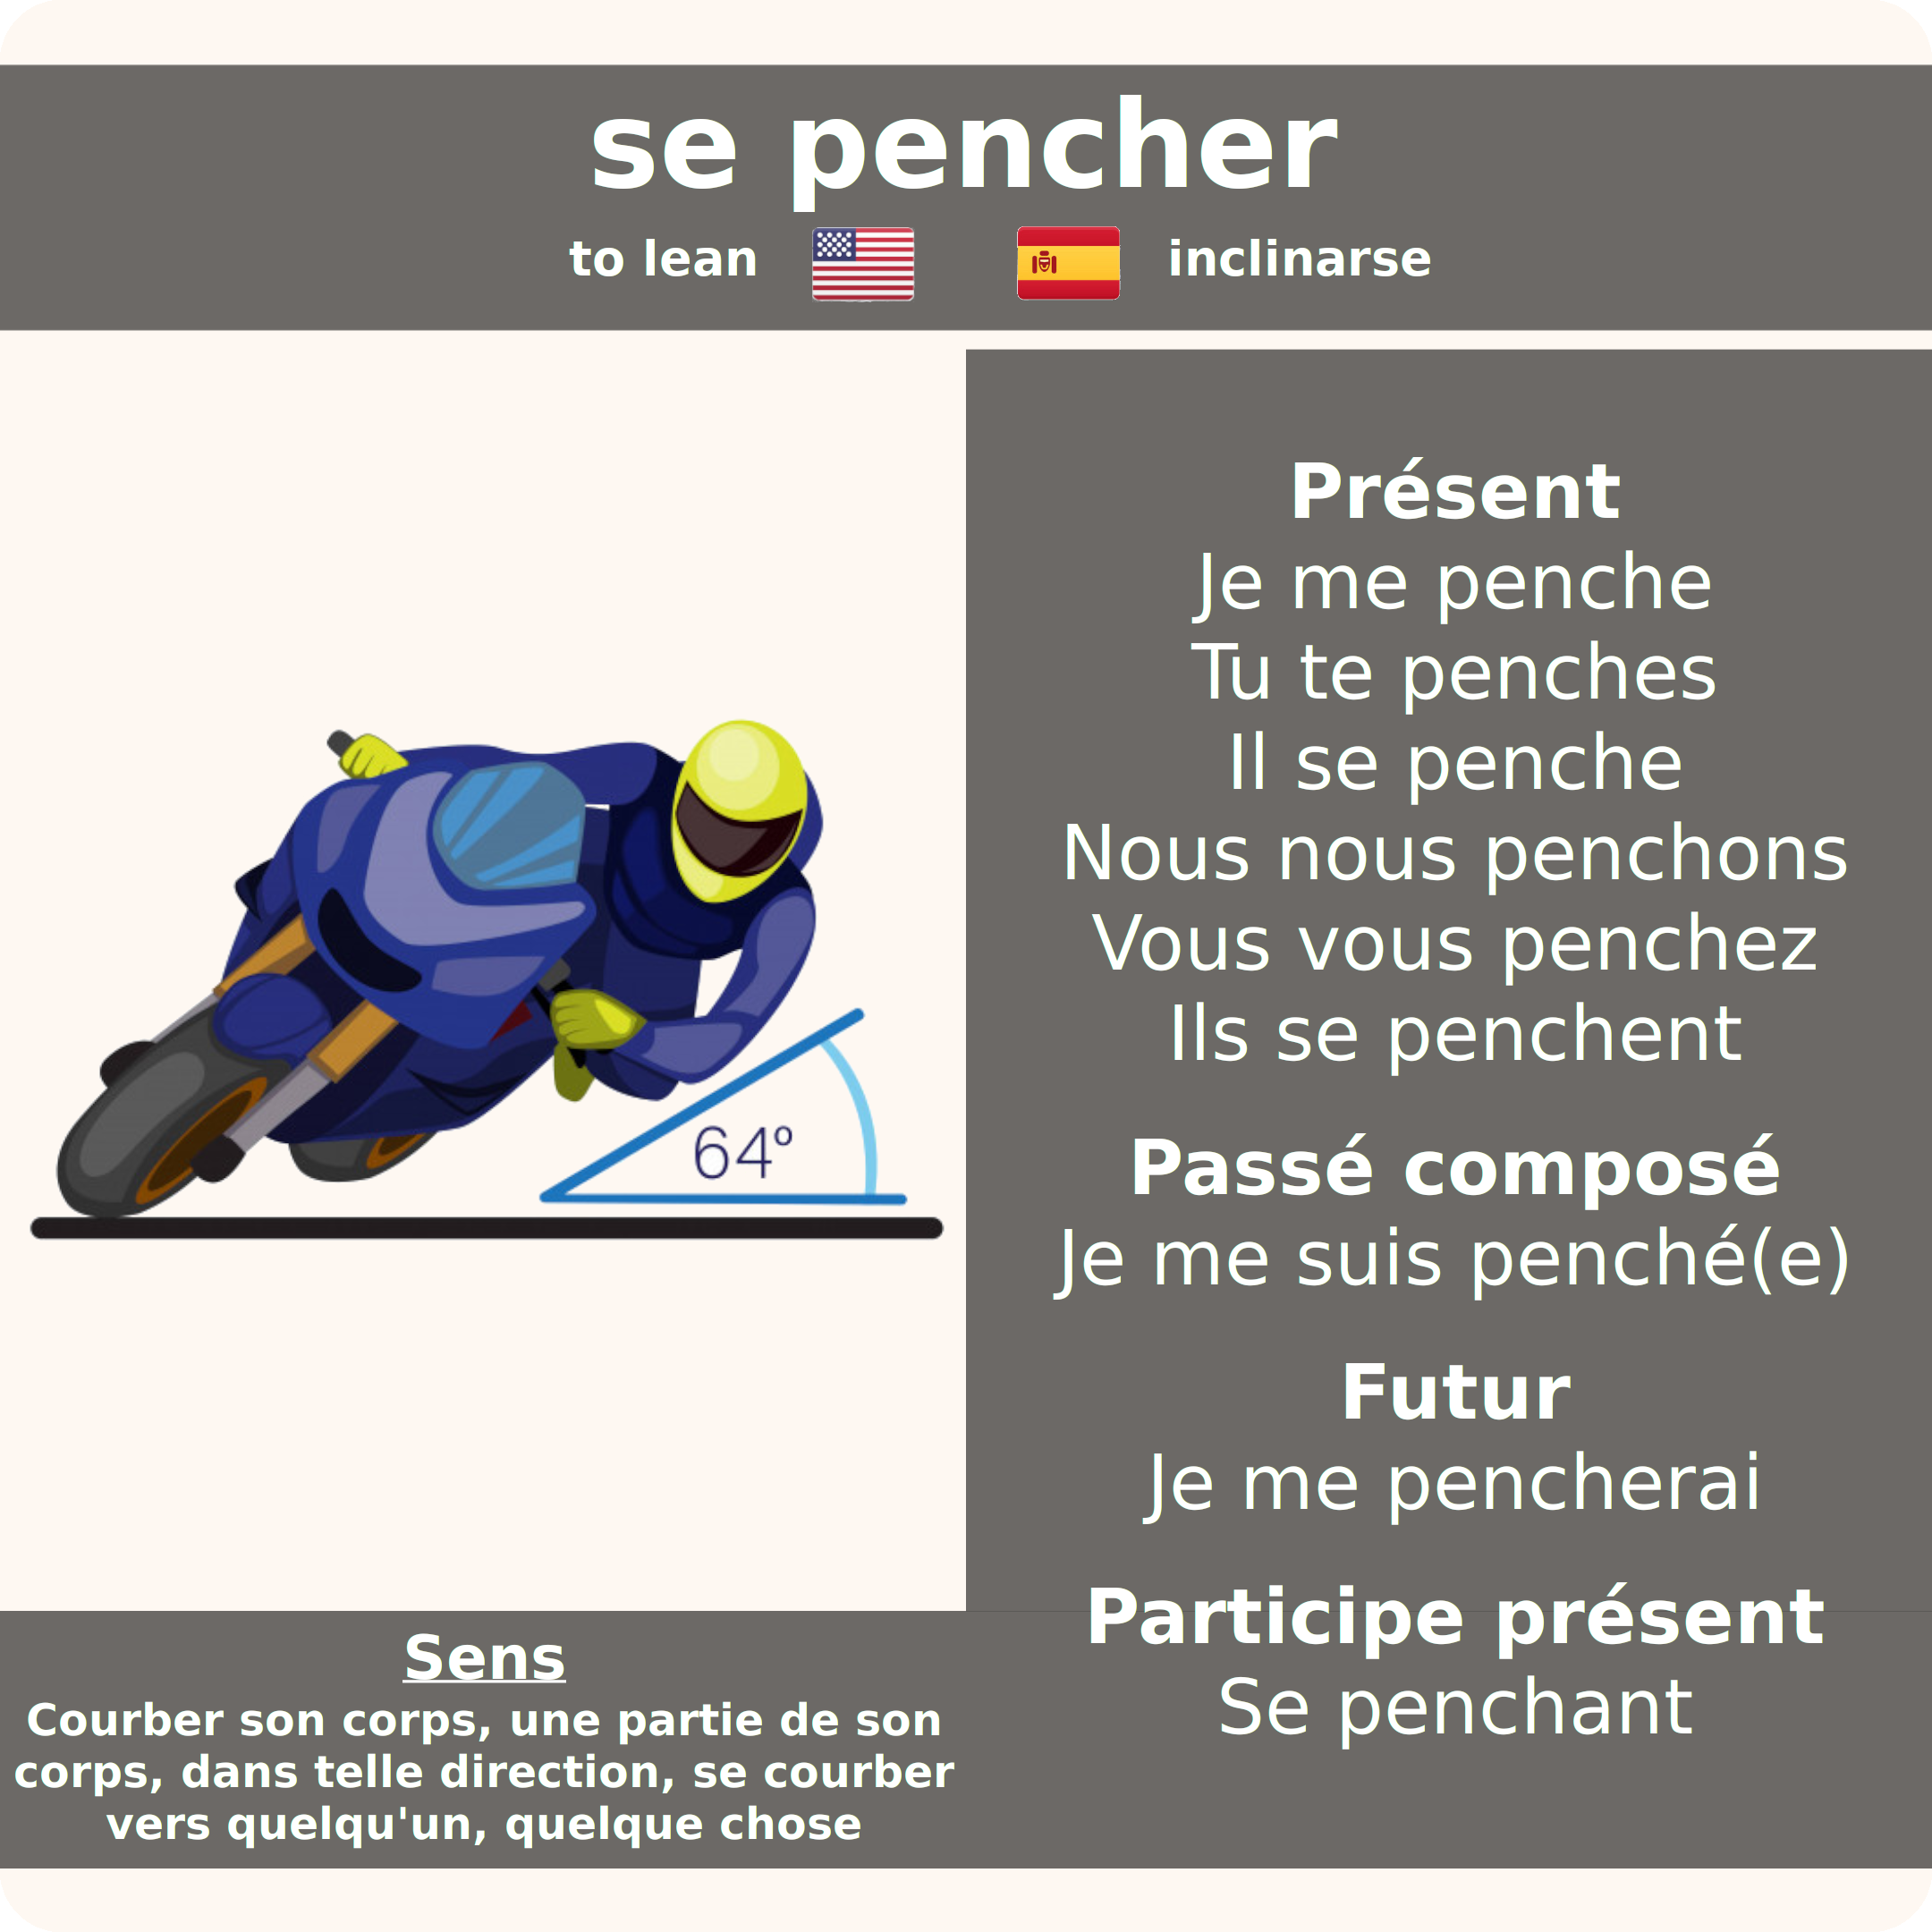 se pencher
to lean
inclinarse
64º
Présent
Je me penche
Tu te penches
Il se penche
Nous nous penchons
Vous vous penchez
Ils se penchent
Passé composé
Je me suis penché(e)
Futur
Je me pencherai
Participe présent
Se penchant
Sens
Courber son corps, une partie de son
corps, dans telle direction, se courber
vers quelqu'un, quelque chose